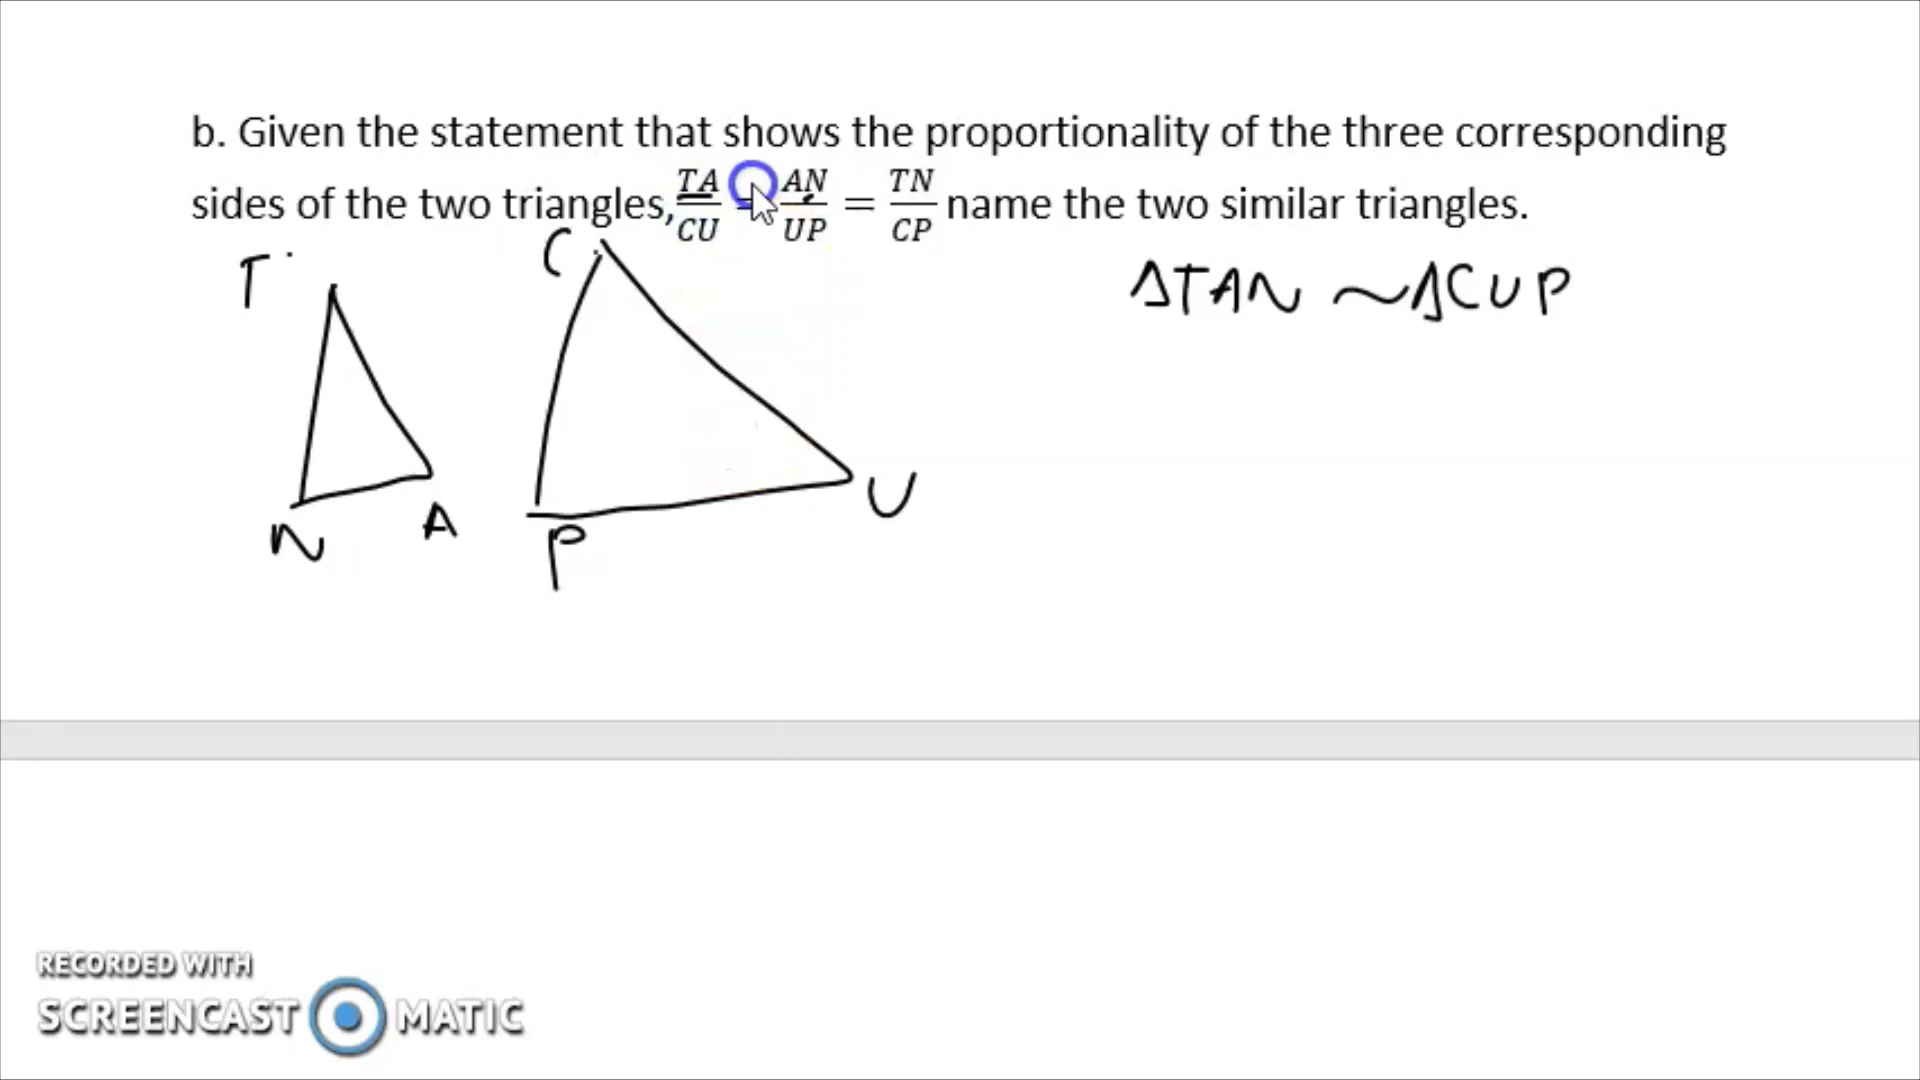 b. Given the statement that shows the proportionality of the three corresponding
sides of the two triangles, TA/CU = AN/UP = TN/CP name the two similar triangles.
T C ΔTAN ~ ΔCUP
N A P U
RECORDED WITH
SCREENCAST MATIC